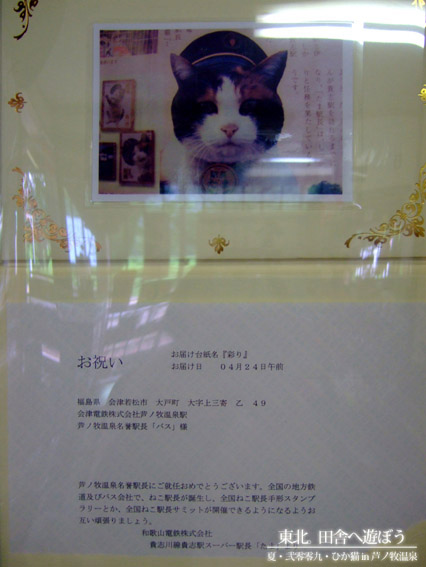 お祝い
お届け台紙名『彩り』
お届け日　０４月２４日午前
福島県　会津若松市　大戸町　大字上三寄　乙　４９
会津電鉄株式会社芦ノ牧温泉駅
芦ノ牧温泉名誉駅長「バス」様
芦ノ牧温泉名誉駅長にご就任おめでとうございます。全国の地方鉄
道及びバス会社で、ねこ駅長が誕生し、全国ねこ駅長手形スタンプ
ラリーとか、全国ねこ駅長サミットが開催できるようになるようお
互い頑張りましょう。
和歌山電鉄株式会社
貴志川線貴志駅スーパー駅長「た
東北 田舎へ遊ぼう
夏・弐零零九・ひか猫 in 芦ノ牧温泉